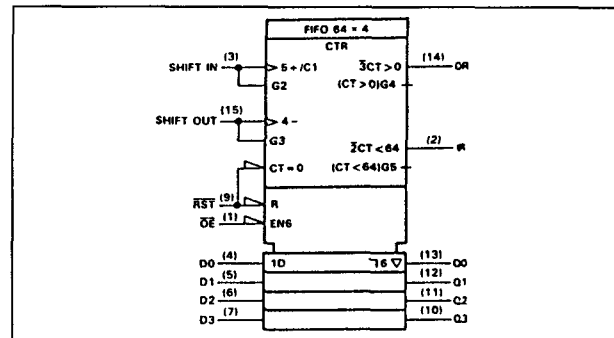 FIFO 64 × 4
CTR
SHIFT IN (3) 5+/C1 3CT>0 (14) OR
G2 (CT>0)G4
SHIFT OUT (15) 4−
G3 2CT<64 (2) IR
CT=0 (CT<64)G5
RST (9) R
OE (1) EN6
D0 (4) 1D 6 ▽ (13) Q0
D1 (5) (12) Q1
D2 (6) (11) Q2
D3 (7) (10) Q3